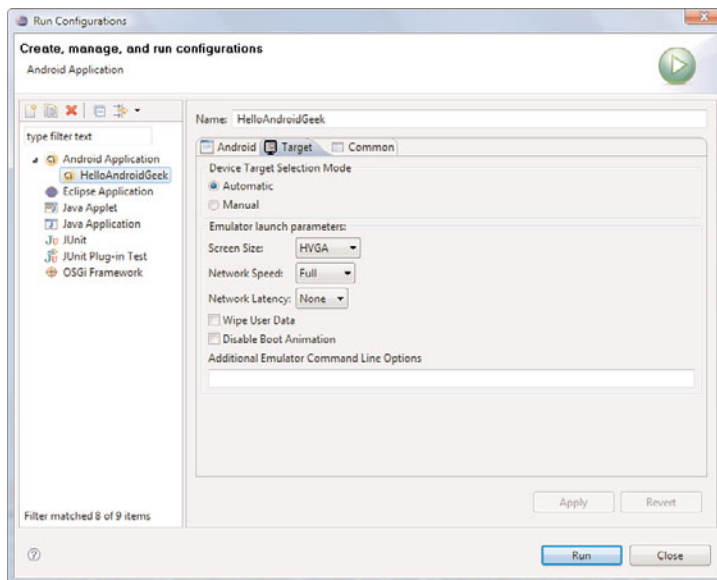 Run Configurations
Create, manage, and run configurations
Android Application
type filter text
Android Application
HelloAndroidGeek
Eclipse Application
Java Applet
Java Application
JUnit
JUnit Plug-in Test
OSGi Framework
Filter matched 8 of 9 items
Name: HelloAndroidGeek
Android Target Common
Device Target Selection Mode
Automatic
Manual
Emulator launch parameters:
Screen Size: HVGA
Network Speed: Full
Network Latency: None
Wipe User Data
Disable Boot Animation
Additional Emulator Command Line Options
Apply Revert
Run Close